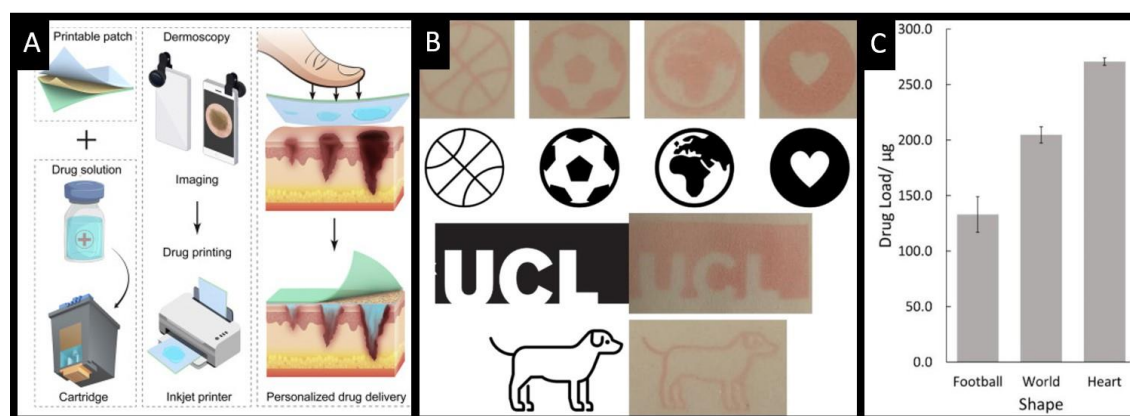 A
Printable patch
+
Drug solution
Cartridge
Dermoscopy
Imaging
Drug printing
Inkjet printer
Personalized drug delivery
B
UCL
UCL
C
Drug Load/ µg
300.0
250.0
200.0
150.0
100.0
50.0
0.0
Football World Heart
Shape